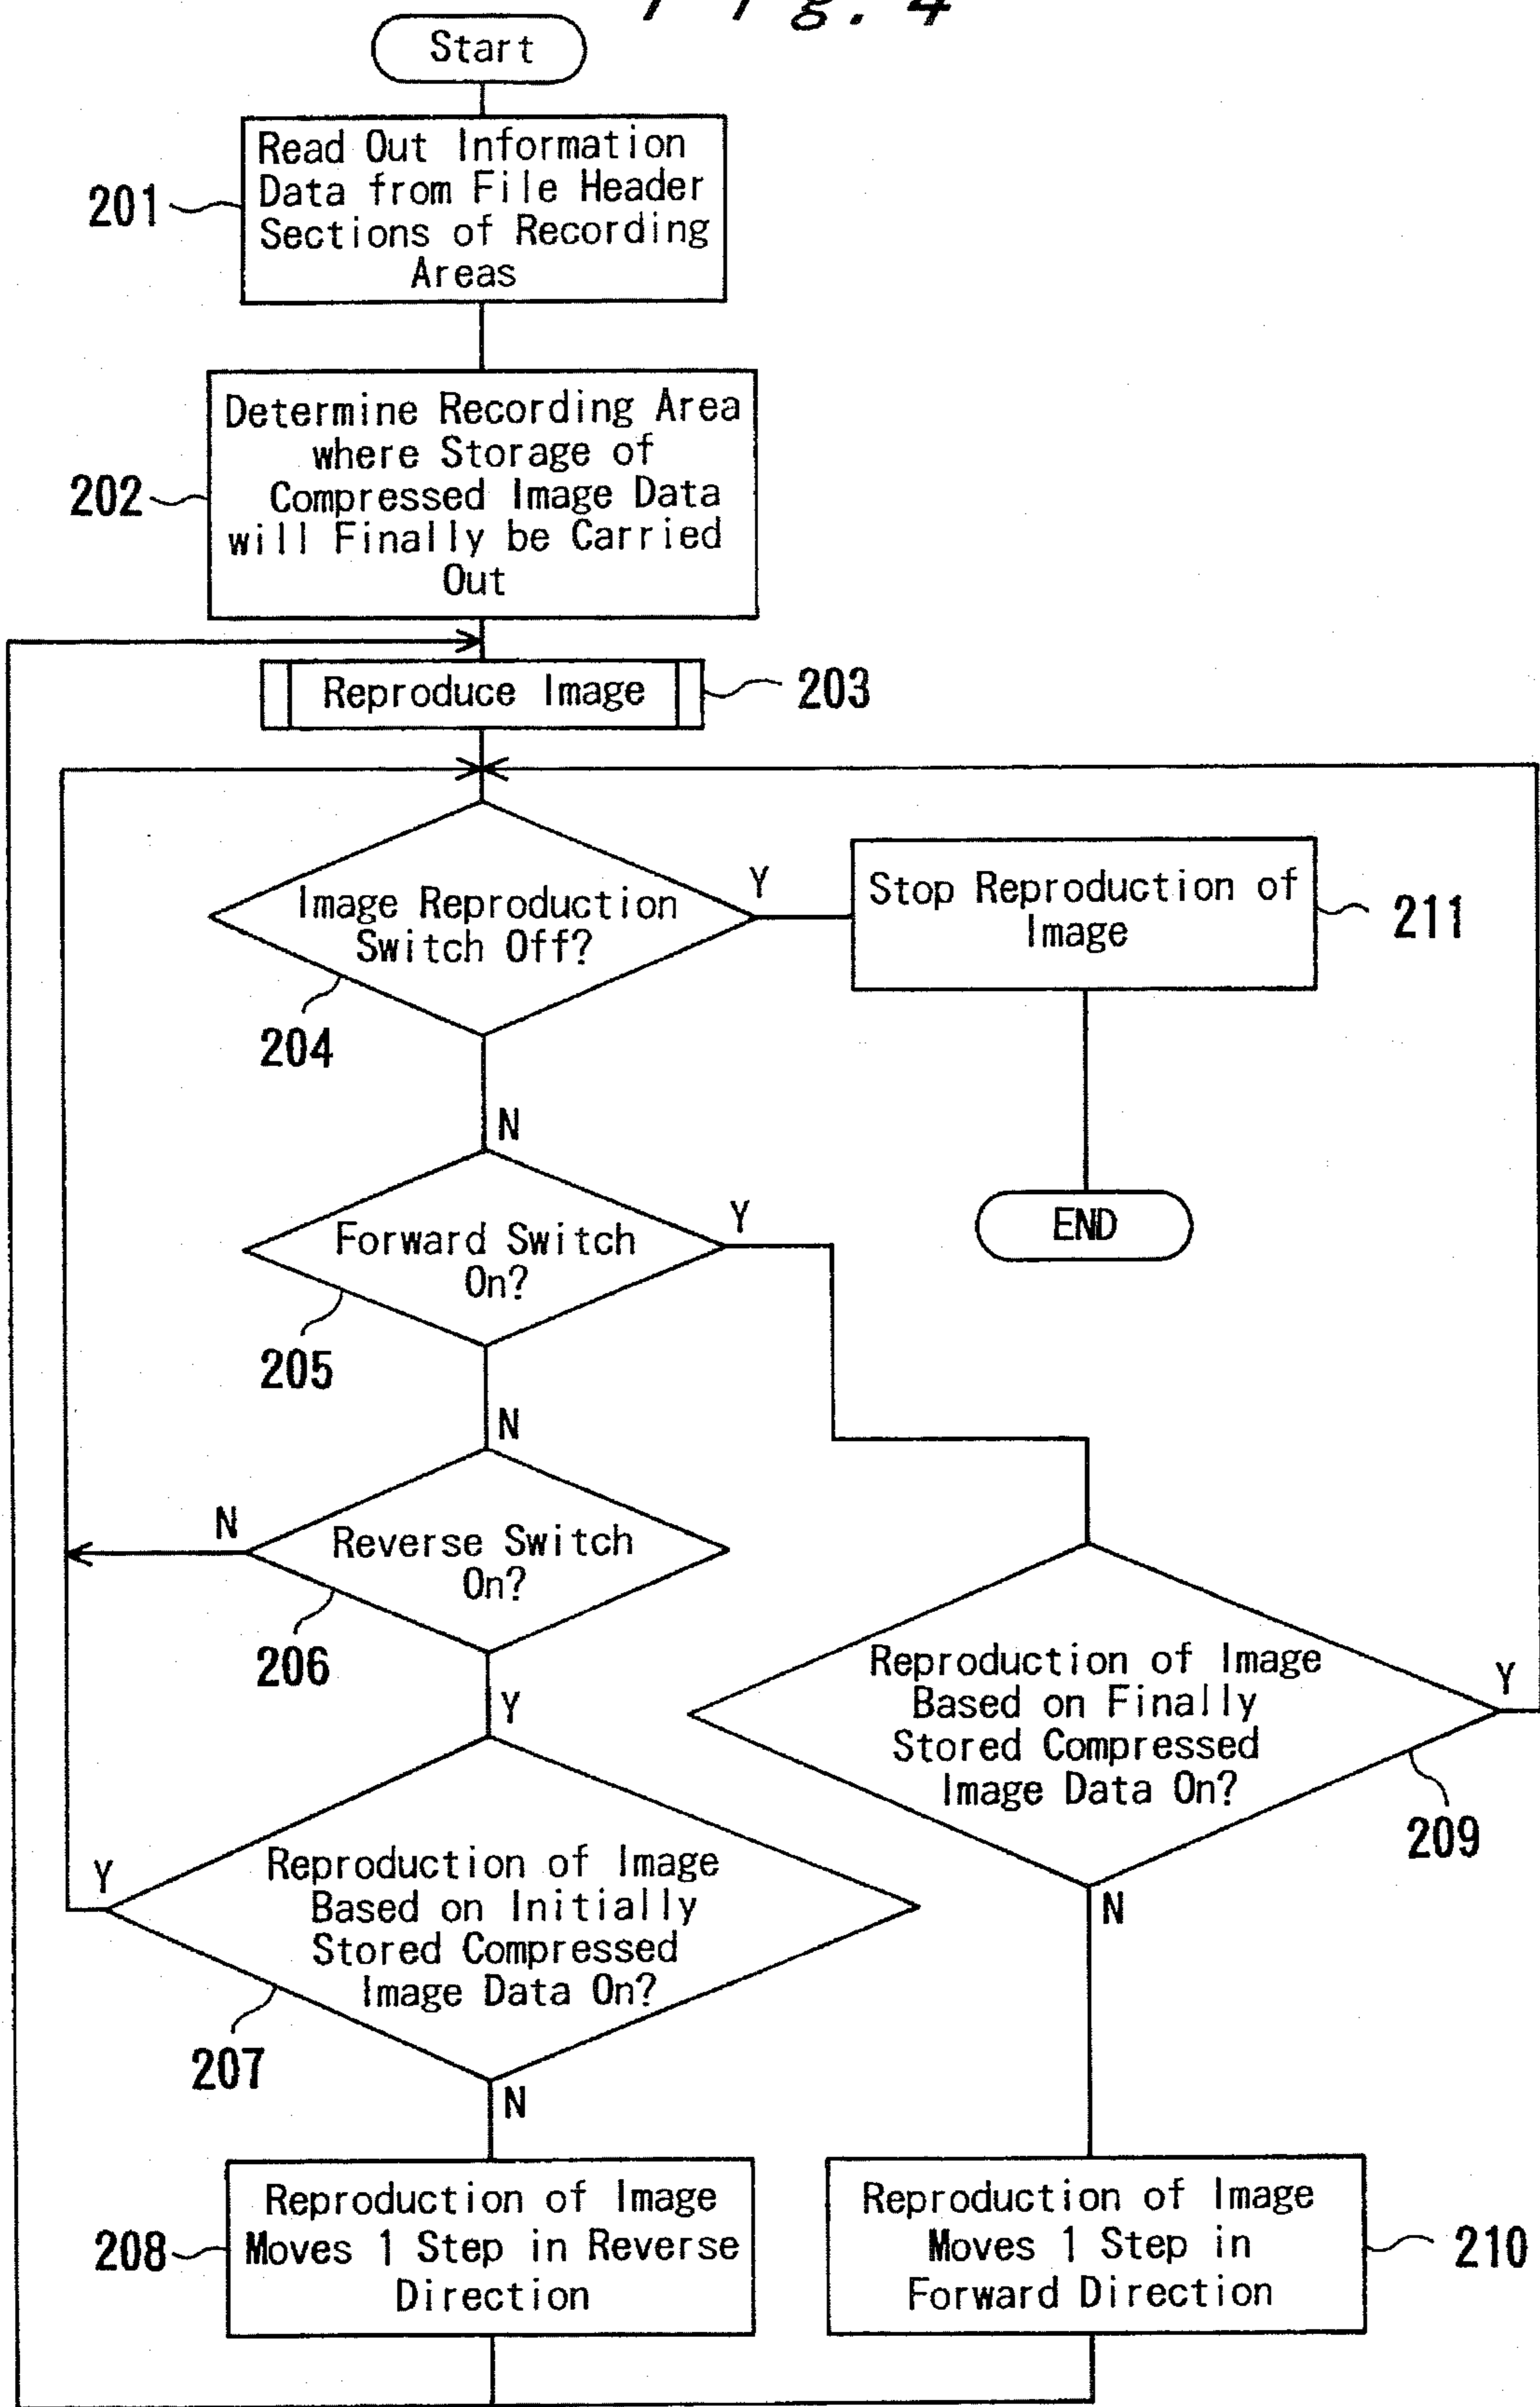 Fig. 4
Start
Read Out Information
Data from File Header
Sections of Recording
Areas
201
Determine Recording Area
where Storage of
Compressed Image Data
will Finally be Carried
Out
202
Reproduce Image
203
Image Reproduction
Switch Off?
204
Y
Stop Reproduction of
Image
211
N
END
Forward Switch
On?
205
Y
N
Reverse Switch
On?
206
N
Y
Reproduction of Image
Based on Finally
Stored Compressed
Image Data On?
209
Y
N
Reproduction of Image
Based on Initially
Stored Compressed
Image Data On?
207
Y
N
Reproduction of Image
Moves 1 Step in Reverse
Direction
208
Reproduction of Image
Moves 1 Step in
Forward Direction
210